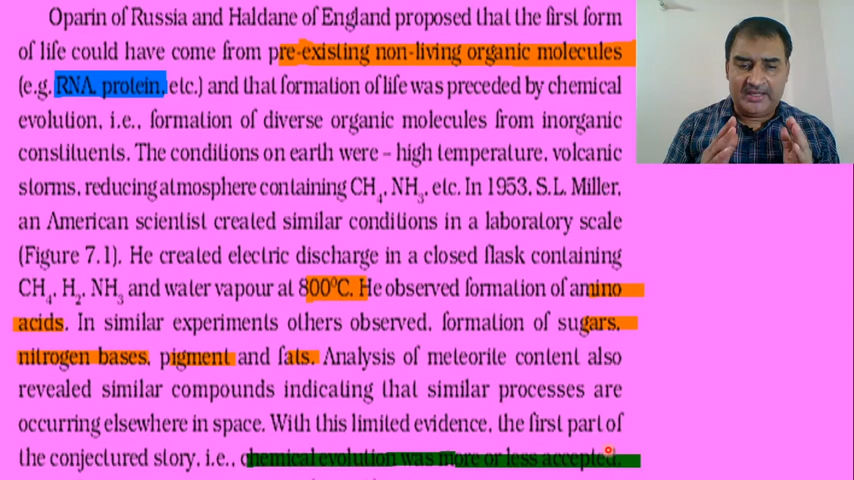 Oparin of Russia and Haldane of England proposed that the first form
of life could have come from pre-existing non-living organic molecules
(e.g. RNA, protein, etc.) and that formation of life was preceded by chemical
evolution, i.e., formation of diverse organic molecules from inorganic
constituents. The conditions on earth were – high temperature, volcanic
storms, reducing atmosphere containing CH₄, NH₃, etc. In 1953, S.L. Miller,
an American scientist created similar conditions in a laboratory scale
(Figure 7.1). He created electric discharge in a closed flask containing
CH₄, H₂, NH₃ and water vapour at 800⁰C. He observed formation of amino
acids. In similar experiments others observed, formation of sugars,
nitrogen bases, pigment and fats. Analysis of meteorite content also
revealed similar compounds indicating that similar processes are
occurring elsewhere in space. With this limited evidence, the first part of
the conjectured story, i.e., chemical evolution was more or less accepted.